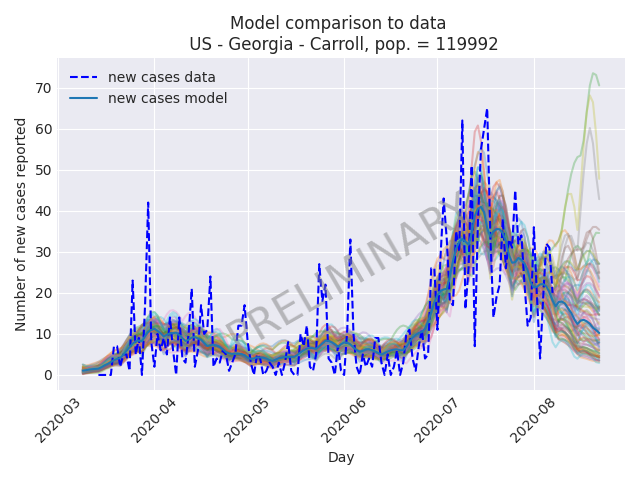 Model comparison to data
US - Georgia - Carroll, pop. = 119992
new cases data
new cases model
Number of new cases reported
70
60
50
40
30
20
10
0
PRELIMINARY
2020-03
2020-04
2020-05
2020-06
2020-07
2020-08
Day